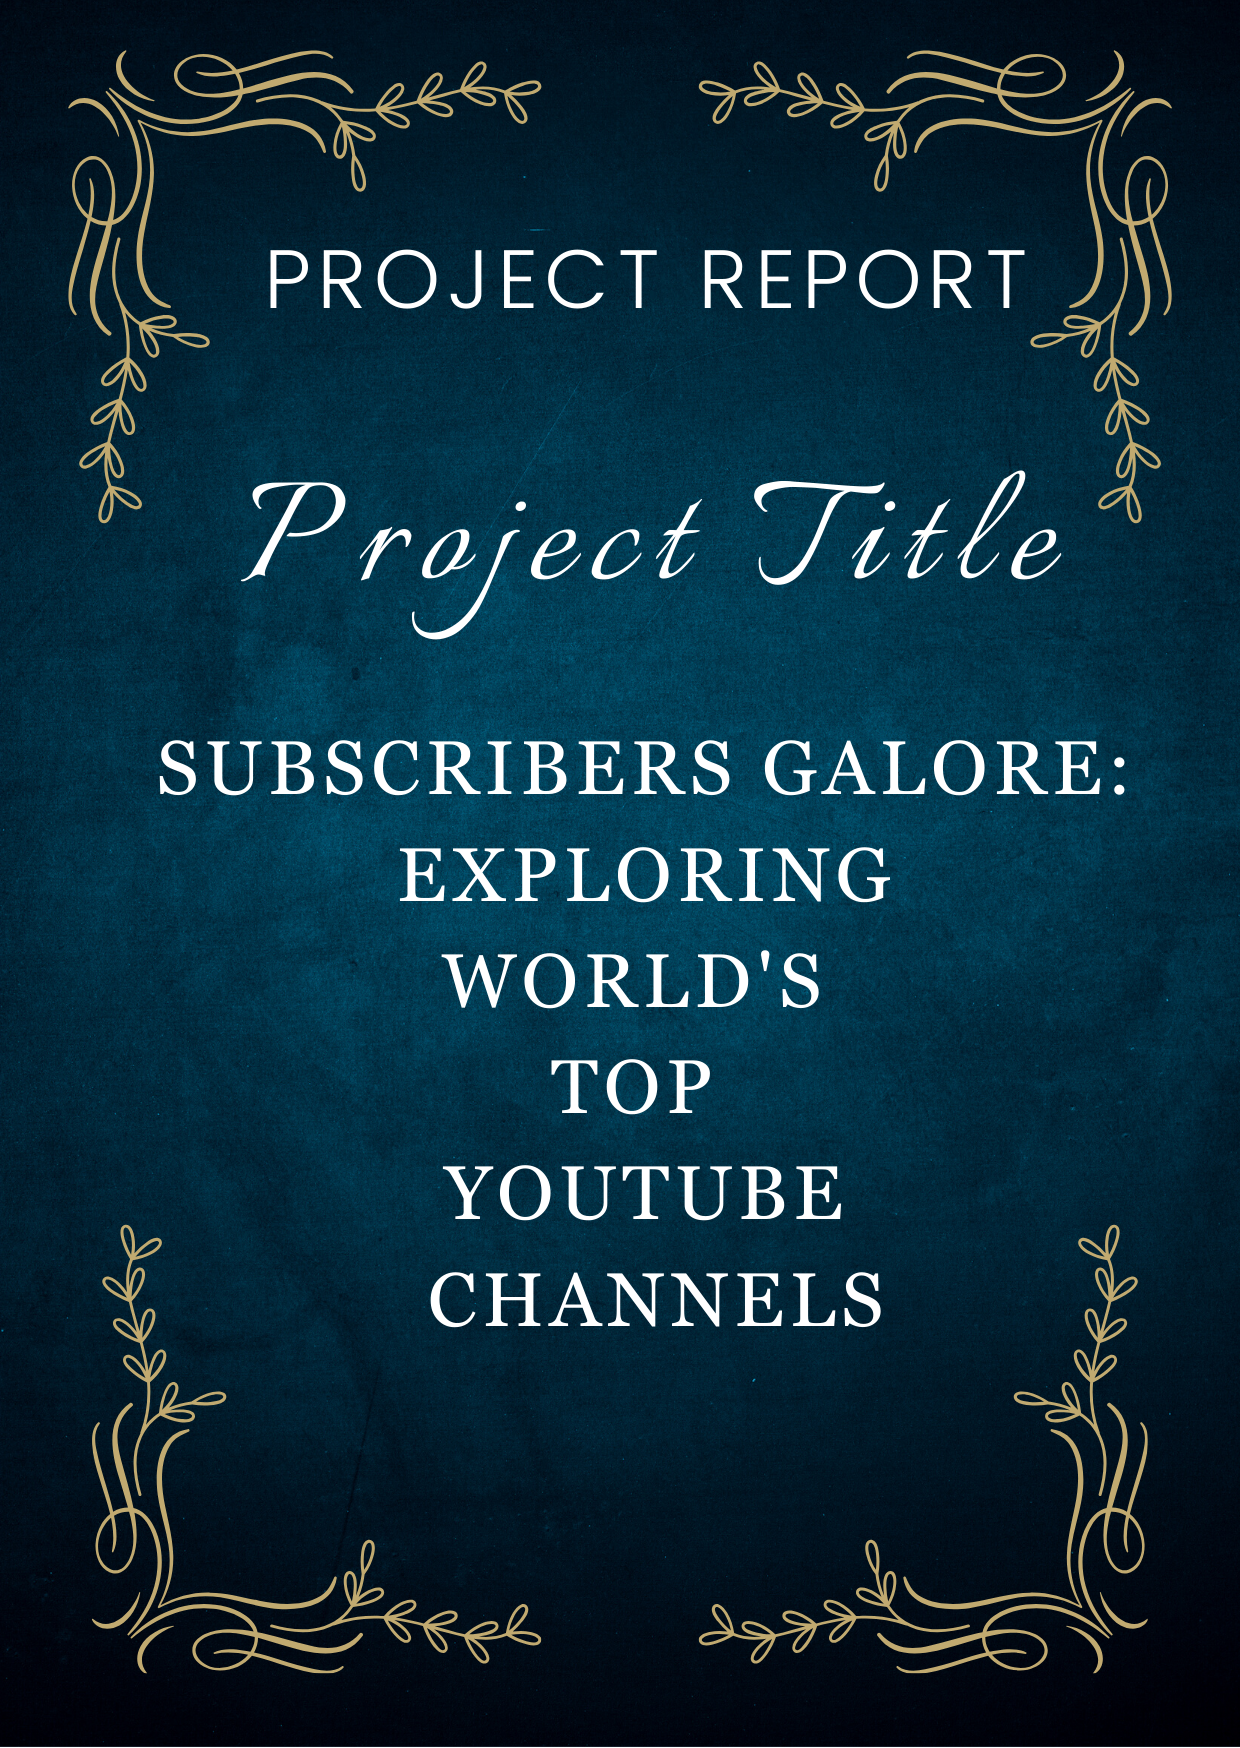 PROJECT REPORT
Project Title
SUBSCRIBERS GALORE:
EXPLORING
WORLD'S
TOP
YOUTUBE
CHANNELS